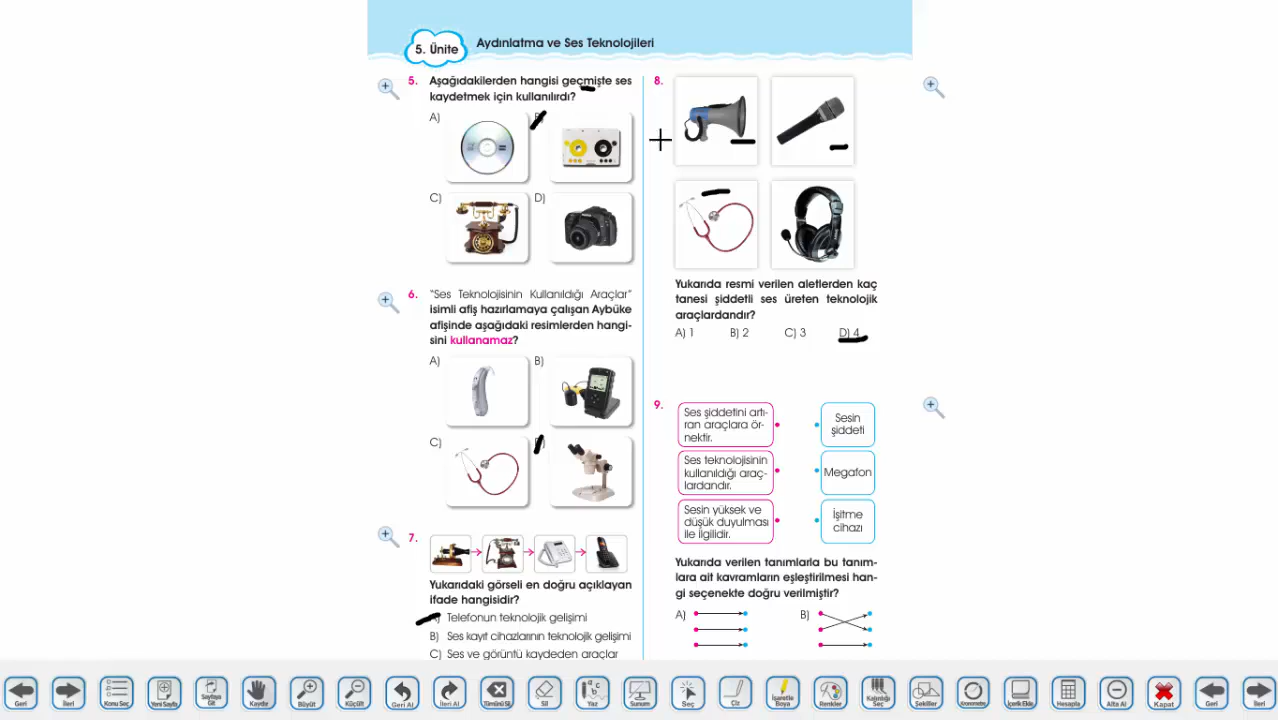 5. Ünite
Aydınlatma ve Ses Teknolojileri
5. Aşağıdakilerden hangisi geçmişte ses
kaydetmek için kullanılırdı?
A)
B)
C)
D)
6. "Ses Teknolojisinin Kullanıldığı Araçlar"
isimli afiş hazırlamaya çalışan Aybüke
afişinde aşağıdaki resimlerden hangi-
sini kullanamaz?
A)
B)
C)
7.
Yukarıdaki görseli en doğru açıklayan
ifade hangisidir?
A) Telefonun teknolojik gelişimi
B) Ses kayıt cihazlarının teknolojik gelişimi
C) Ses ve görüntü kaydeden araçlar
8.
Yukarıda resmi verilen aletlerden kaç
tanesi şiddetli ses üreten teknolojik
araçlardandır?
A) 1 B) 2 C) 3 D) 4
9.
Ses şiddetini artı-
ran araçlara ör-
nektir.
Sesin
şiddeti
Ses teknolojisinin
kullanıldığı araç-
lardandır.
Megafon
Sesin yüksek ve
düşük duyulması
ile ilgilidir.
İşitme
cihazı
Yukarıda verilen tanımlarla bu tanım-
lara ait kavramların eşleştirilmesi han-
gi seçenekte doğru verilmiştir?
A) B)
Geri İleri Konu Seç Yeni Sayfa Sayfaya Git Kaydır Büyüt Küçült Geri Al İleri Al Tümünü Sil Sil Yaz Sunum Seç Çiz İşaretle Boya Renkler Kalınlığı Seç Şekiller Kronometre İçerik Ekle Hesapla Alta Al Kapat Geri İleri